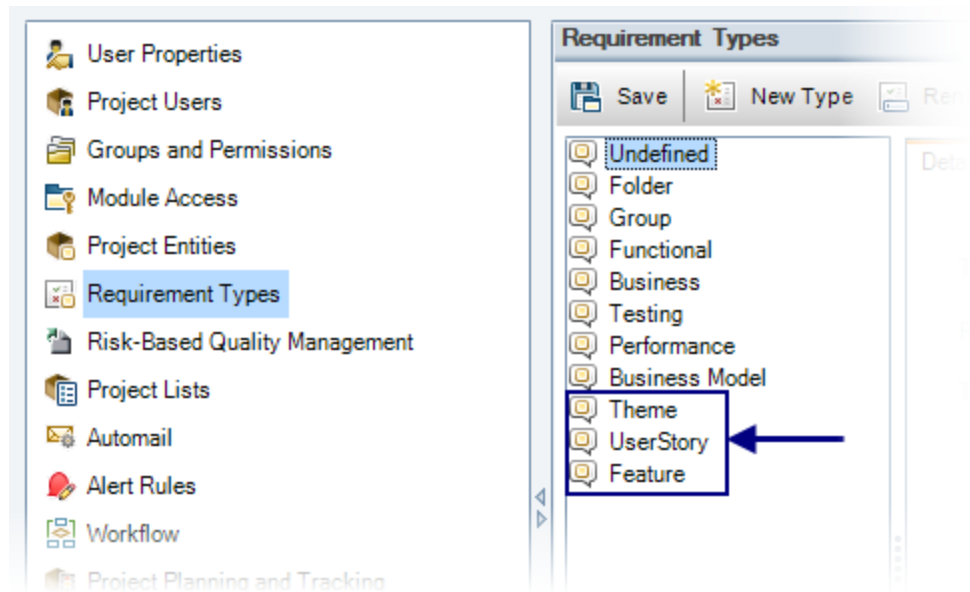 User Properties
Project Users
Groups and Permissions
Module Access
Project Entities
Requirement Types
Risk-Based Quality Management
Project Lists
Automail
Alert Rules
Workflow
Project Planning and Tracking
Requirement Types
Save New Type
Undefined
Folder
Group
Functional
Business
Testing
Performance
Business Model
Theme
UserStory
Feature